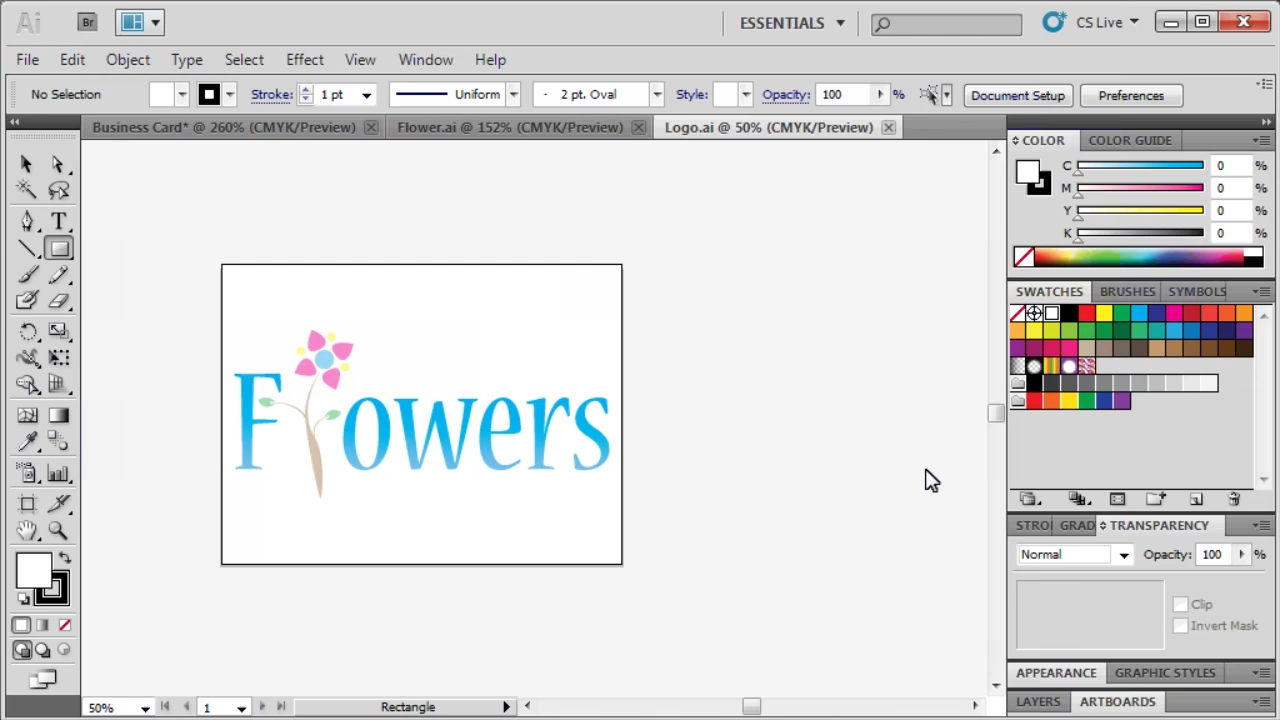 Ai Br ESSENTIALS CS Live
File Edit Object Type Select Effect View Window Help
No Selection Stroke: 1 pt Uniform 2 pt. Oval Style: Opacity: 100 % Document Setup Preferences
Business Card* @ 260% (CMYK/Preview) Flower.ai @ 152% (CMYK/Preview) Logo.ai @ 50% (CMYK/Preview)
COLOR COLOR GUIDE
C 0 %
M 0 %
Y 0 %
K 0 %
SWATCHES BRUSHES SYMBOLS
Flowers
STRO GRAD TRANSPARENCY
Normal Opacity: 100 %
Clip
Invert Mask
APPEARANCE GRAPHIC STYLES
LAYERS ARTBOARDS
50% 1 Rectangle